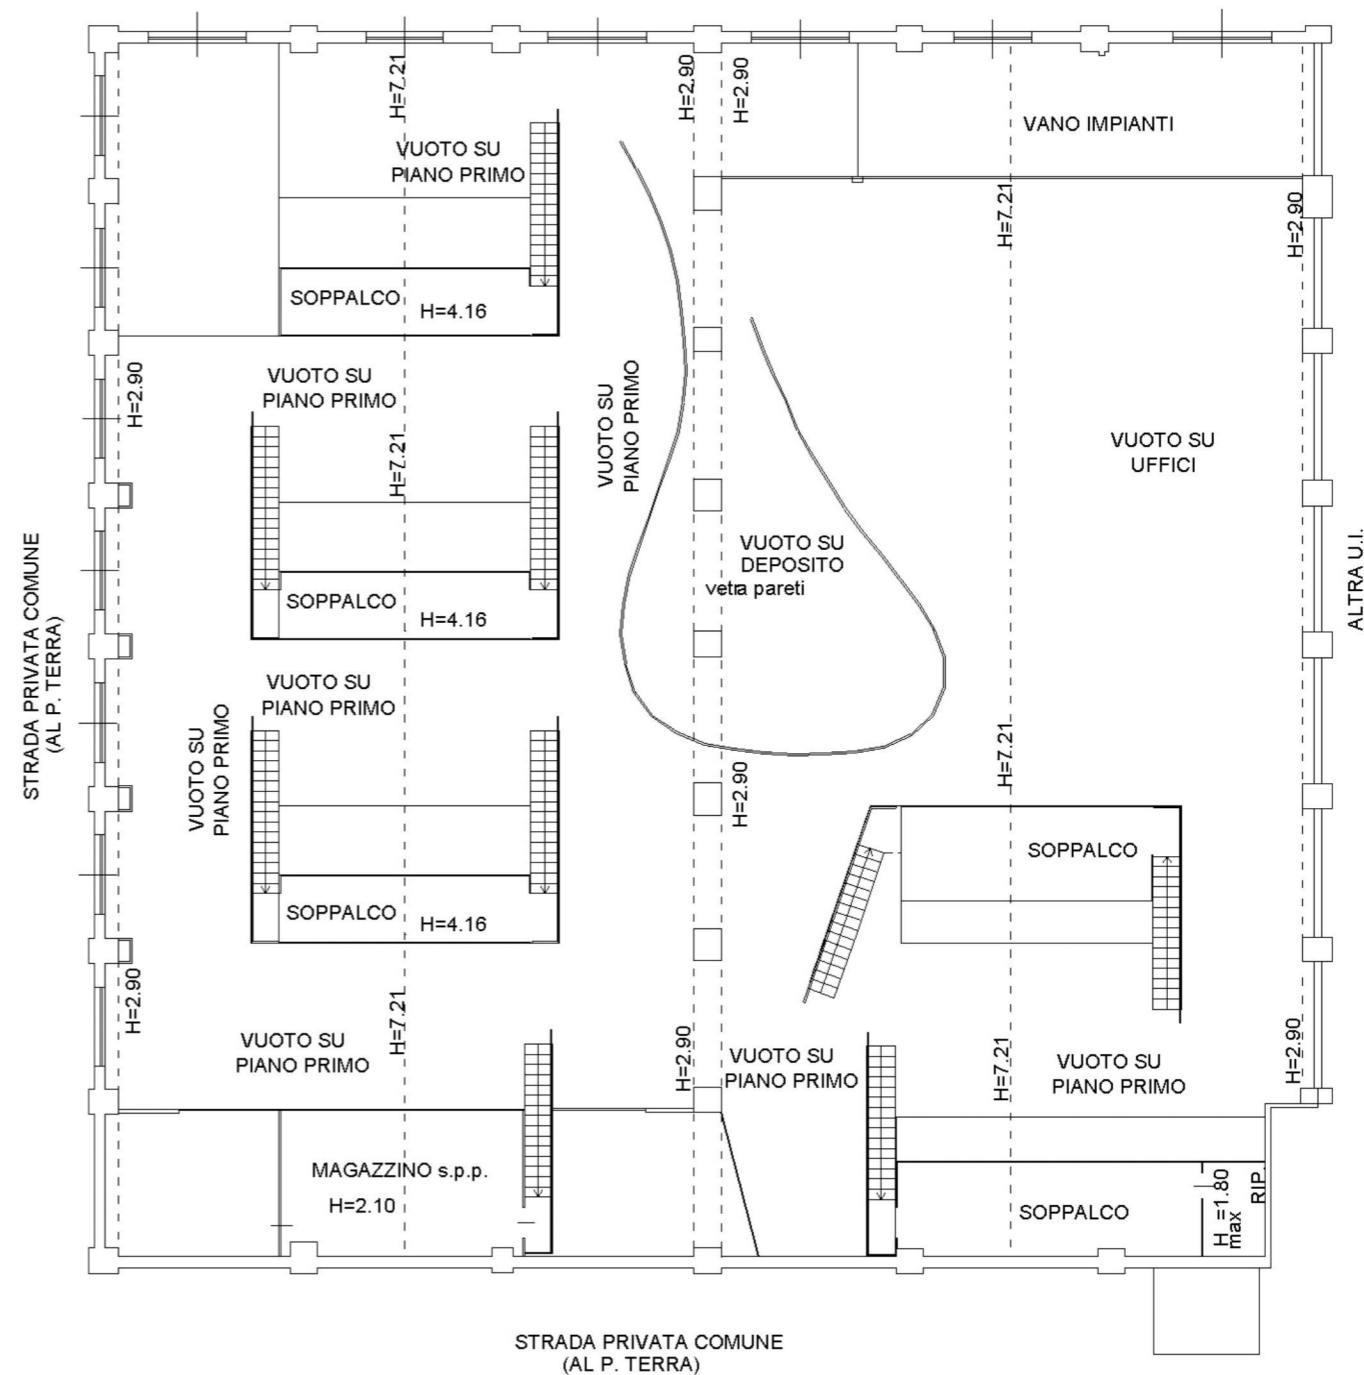 H=7.21
H=2.90
H=2.90
VANO IMPIANTI
VUOTO SU
PIANO PRIMO
H=7.21
H=2.90
SOPPALCO
H=4.16
VUOTO SU
PIANO PRIMO
H=2.90
VUOTO SU
PIANO PRIMO
H=7.21
VUOTO SU
UFFICI
VUOTO SU
DEPOSITO
vetra pareti
STRADA PRIVATA COMUNE
(AL P. TERRA)
ALTRA U.I.
SOPPALCO
H=4.16
VUOTO SU
PIANO PRIMO
VUOTO SU
PIANO PRIMO
H=7.21
H=2.90
SOPPALCO
SOPPALCO
H=4.16
H=2.90
H=7.21
VUOTO SU
PIANO PRIMO
H=2.90
VUOTO SU
PIANO PRIMO
H=7.21
VUOTO SU
PIANO PRIMO
H=2.90
MAGAZZINO s.p.p.
H=2.10
SOPPALCO
H =1.80
max
RIP.
STRADA PRIVATA COMUNE
(AL P. TERRA)